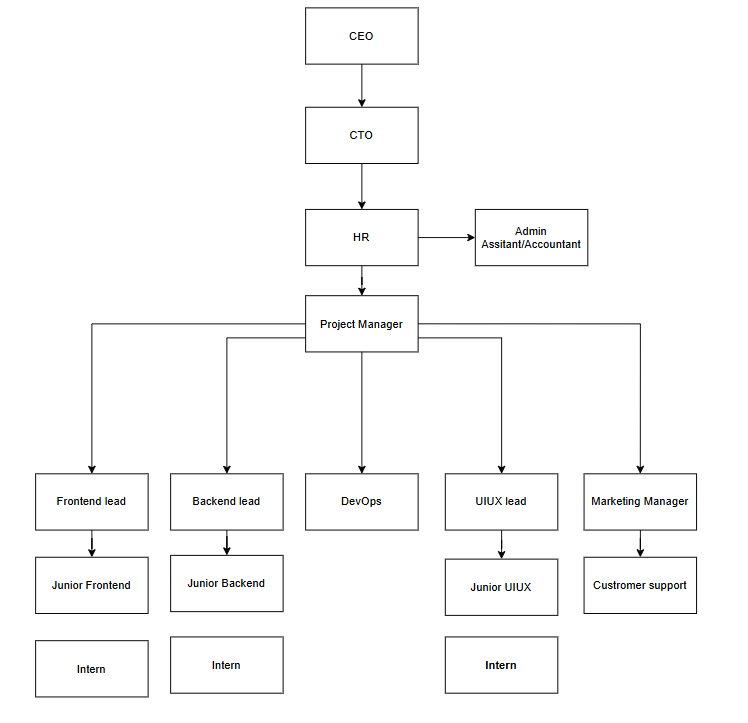 CEO
CTO
HR
Admin
Assitant/Accountant
Project Manager
Frontend lead
Backend lead
DevOps
UIUX lead
Marketing Manager
Junior Frontend
Junior Backend
Junior UIUX
Custromer support
Intern
Intern
Intern